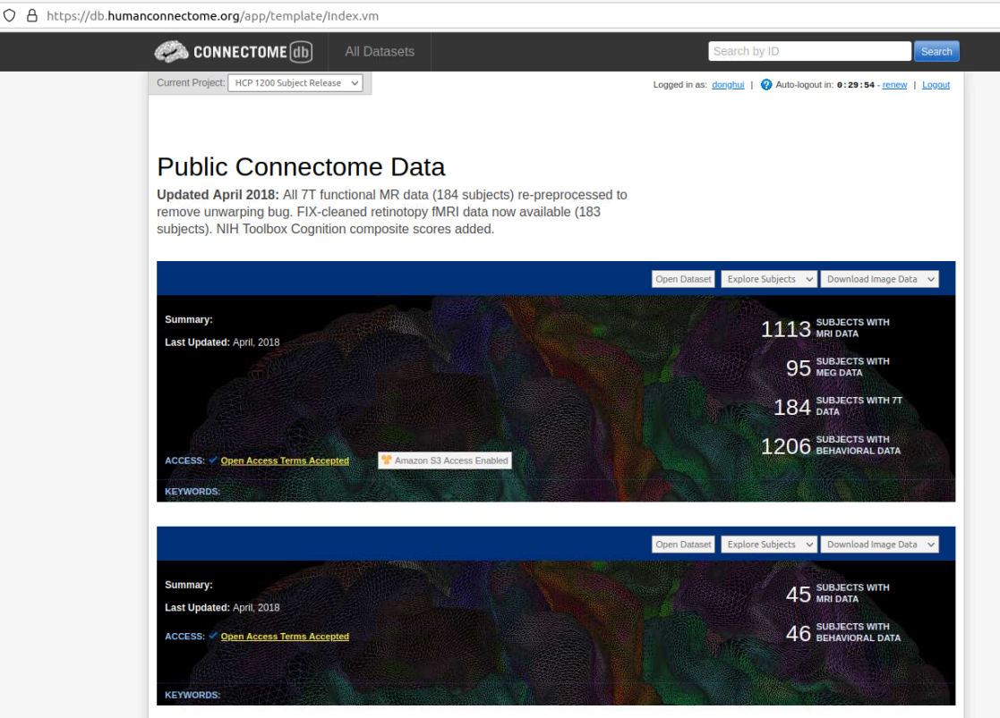 https://db.humanconnectome.org/app/template/Index.vm
CONNECTOME db
All Datasets
Search by ID
Search
Current Project: HCP 1200 Subject Release
Logged in as: donghui | ? Auto-logout in: 0:29:54 - renew | Logout
Public Connectome Data
Updated April 2018: All 7T functional MR data (184 subjects) re-preprocessed to
remove unwarping bug. FIX-cleaned retinotopy fMRI data now available (183
subjects). NIH Toolbox Cognition composite scores added.
Open Dataset
Explore Subjects
Download Image Data
Summary:
Last Updated: April, 2018
1113 SUBJECTS WITH
MRI DATA
95 SUBJECTS WITH
MEG DATA
184 SUBJECTS WITH 7T
DATA
1206 SUBJECTS WITH
BEHAVIORAL DATA
ACCESS: Open Access Terms Accepted
Amazon S3 Access Enabled
KEYWORDS:
Open Dataset
Explore Subjects
Download Image Data
Summary:
Last Updated: April, 2018
45 SUBJECTS WITH
MRI DATA
46 SUBJECTS WITH
BEHAVIORAL DATA
ACCESS: Open Access Terms Accepted
KEYWORDS: